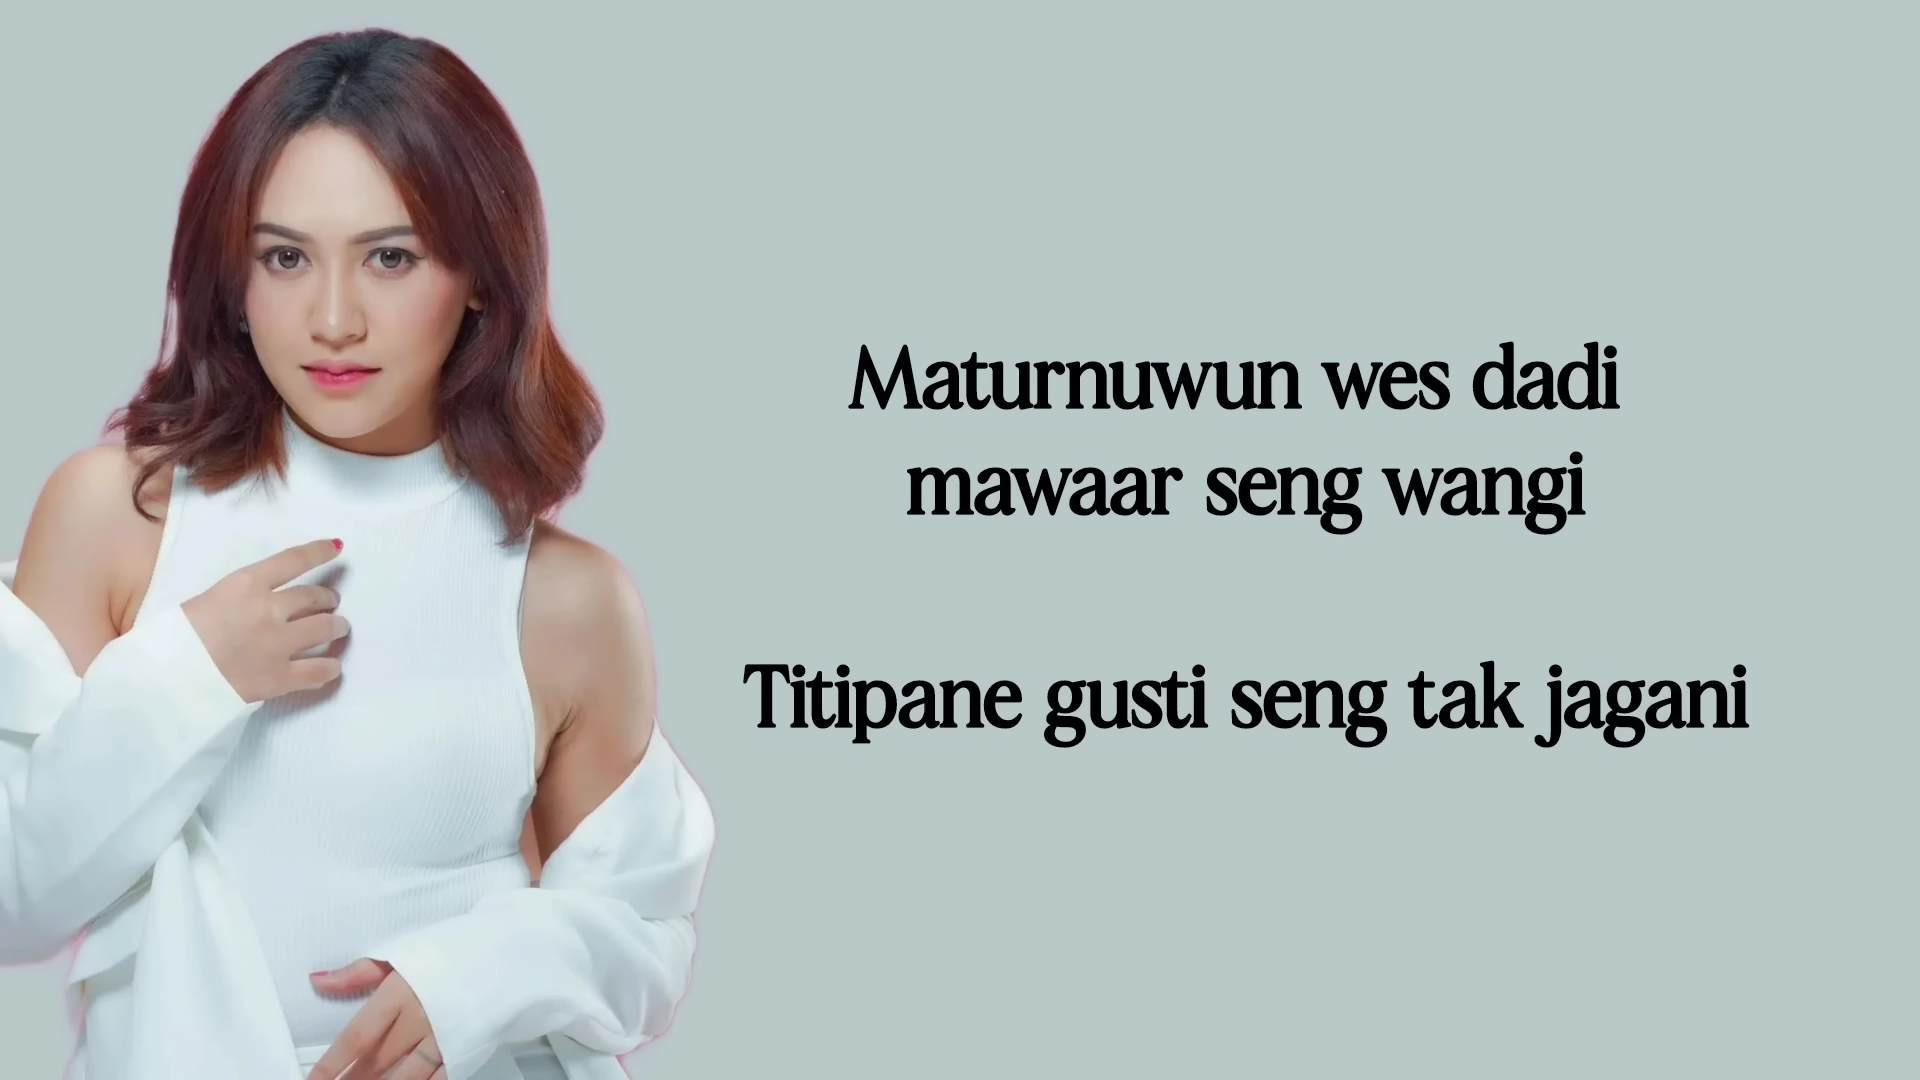 Maturnuwun wes dadi
mawaar seng wangi
Titipane gusti seng tak jagani